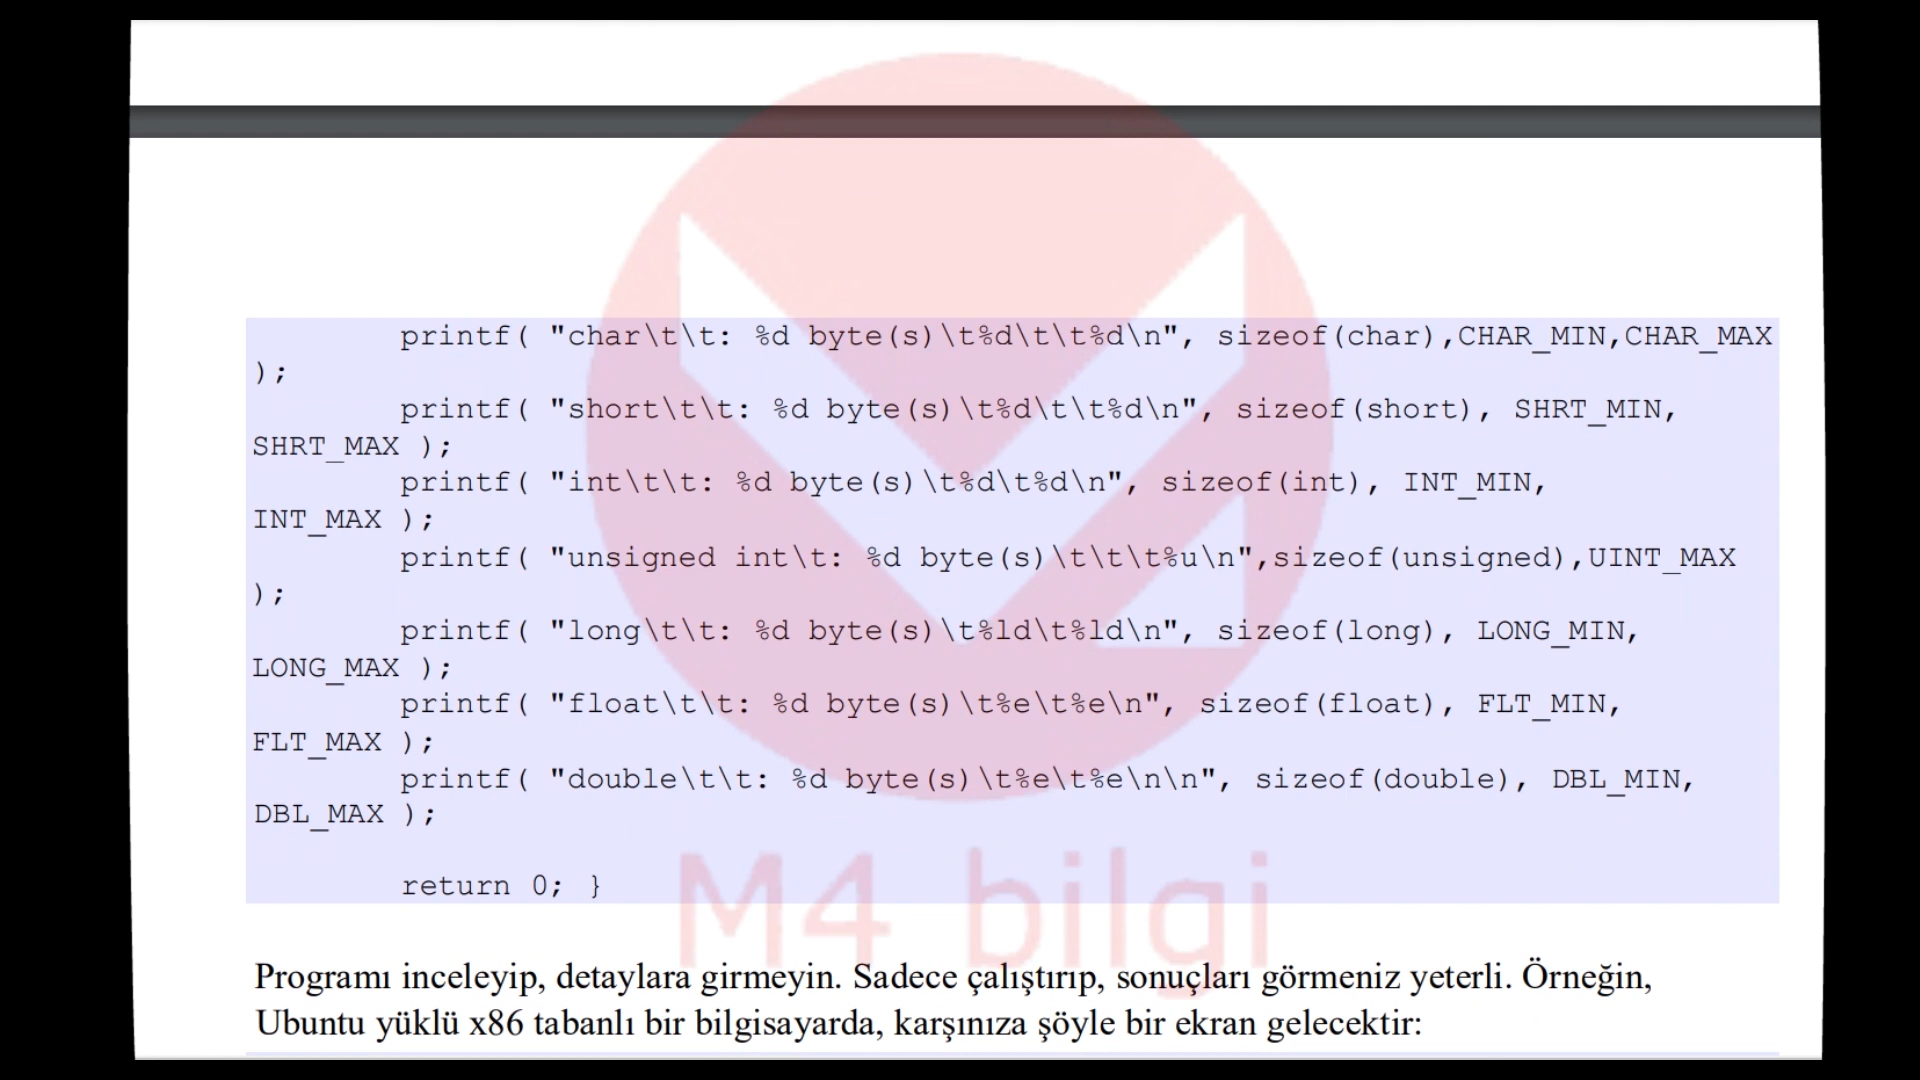 printf( "char\t\t: %d byte(s)\t%d\t\t%d\n", sizeof(char),CHAR_MIN,CHAR_MAX
);
printf( "short\t\t: %d byte(s)\t%d\t\t%d\n", sizeof(short), SHRT_MIN,
SHRT_MAX );
printf( "int\t\t: %d byte(s)\t%d\t%d\n", sizeof(int), INT_MIN,
INT_MAX );
printf( "unsigned int\t: %d byte(s)\t\t\t%u\n",sizeof(unsigned),UINT_MAX
);
printf( "long\t\t: %d byte(s)\t%ld\t%ld\n", sizeof(long), LONG_MIN,
LONG_MAX );
printf( "float\t\t: %d byte(s)\t%e\t%e\n", sizeof(float), FLT_MIN,
FLT_MAX );
printf( "double\t\t: %d byte(s)\t%e\t%e\n\n", sizeof(double), DBL_MIN,
DBL_MAX );
return 0; }
M4 bilgi
Programı inceleyip, detaylara girmeyin. Sadece çalıştırıp, sonuçları görmeniz yeterli. Örneğin,
Ubuntu yüklü x86 tabanlı bir bilgisayarda, karşınıza şöyle bir ekran gelecektir: